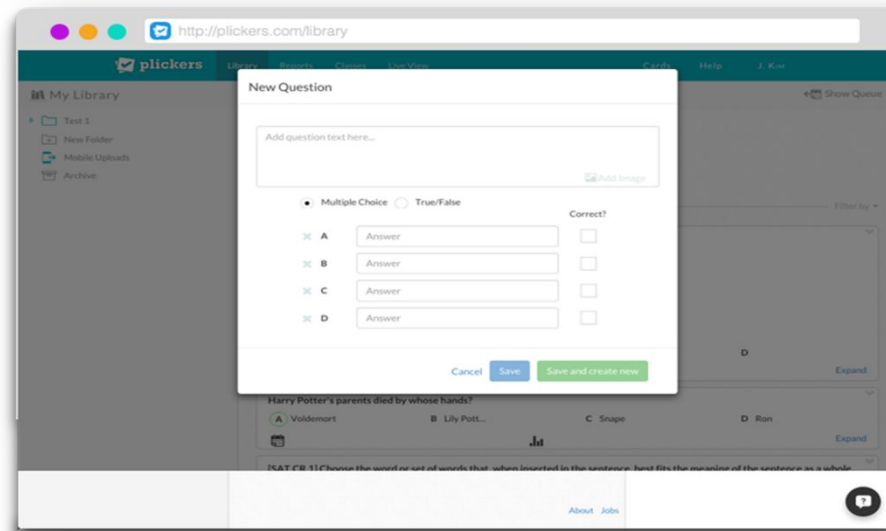 http://plickers.com/library
plickers Library Reports Classes Live View Cards Help J. Kim
My Library
Show Queue
Test 1
New Folder
Mobile Uploads
Archive
Filter by
New Question
Add question text here...
Add Image
Multiple Choice True/False
Correct?
A Answer
B Answer
C Answer
D Answer
Cancel Save Save and create new
D
Expand
Harry Potter's parents died by whose hands?
A Voldemort B Lily Pott... C Snape D Ron
Expand
[SAT CR 1] Choose the word or set of words that, when inserted in the sentence, best fits the meaning of the sentence as a whole
About Jobs